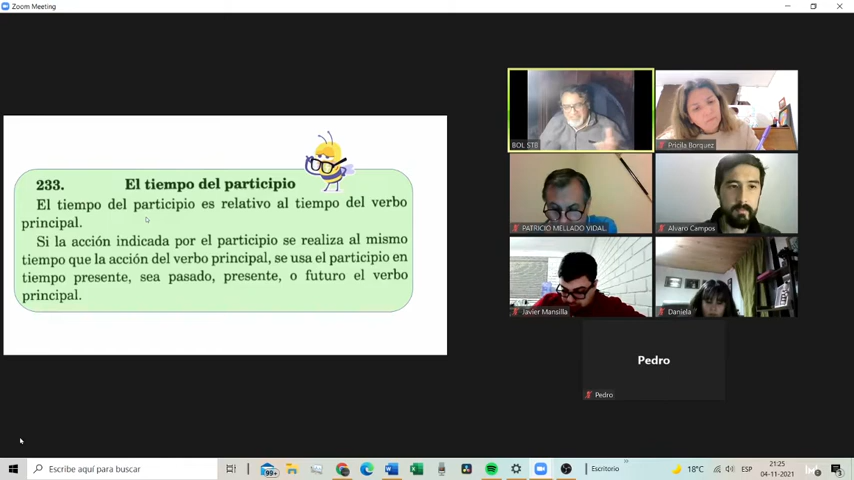 Zoom Meeting
233. El tiempo del participio
El tiempo del participio es relativo al tiempo del verbo
principal.
Si la acción indicada por el participio se realiza al mismo
tiempo que la acción del verbo principal, se usa el participio en
tiempo presente, sea pasado, presente, o futuro el verbo
principal.
BOL STB
Pricila Borquez
PATRICIO MELLADO VIDAL
Alvaro Campos
Javier Mansilla
Daniela
Pedro
Pedro
Escribe aquí para buscar
99+
Escritorio
18°C
ESP
21:25
04-11-2021